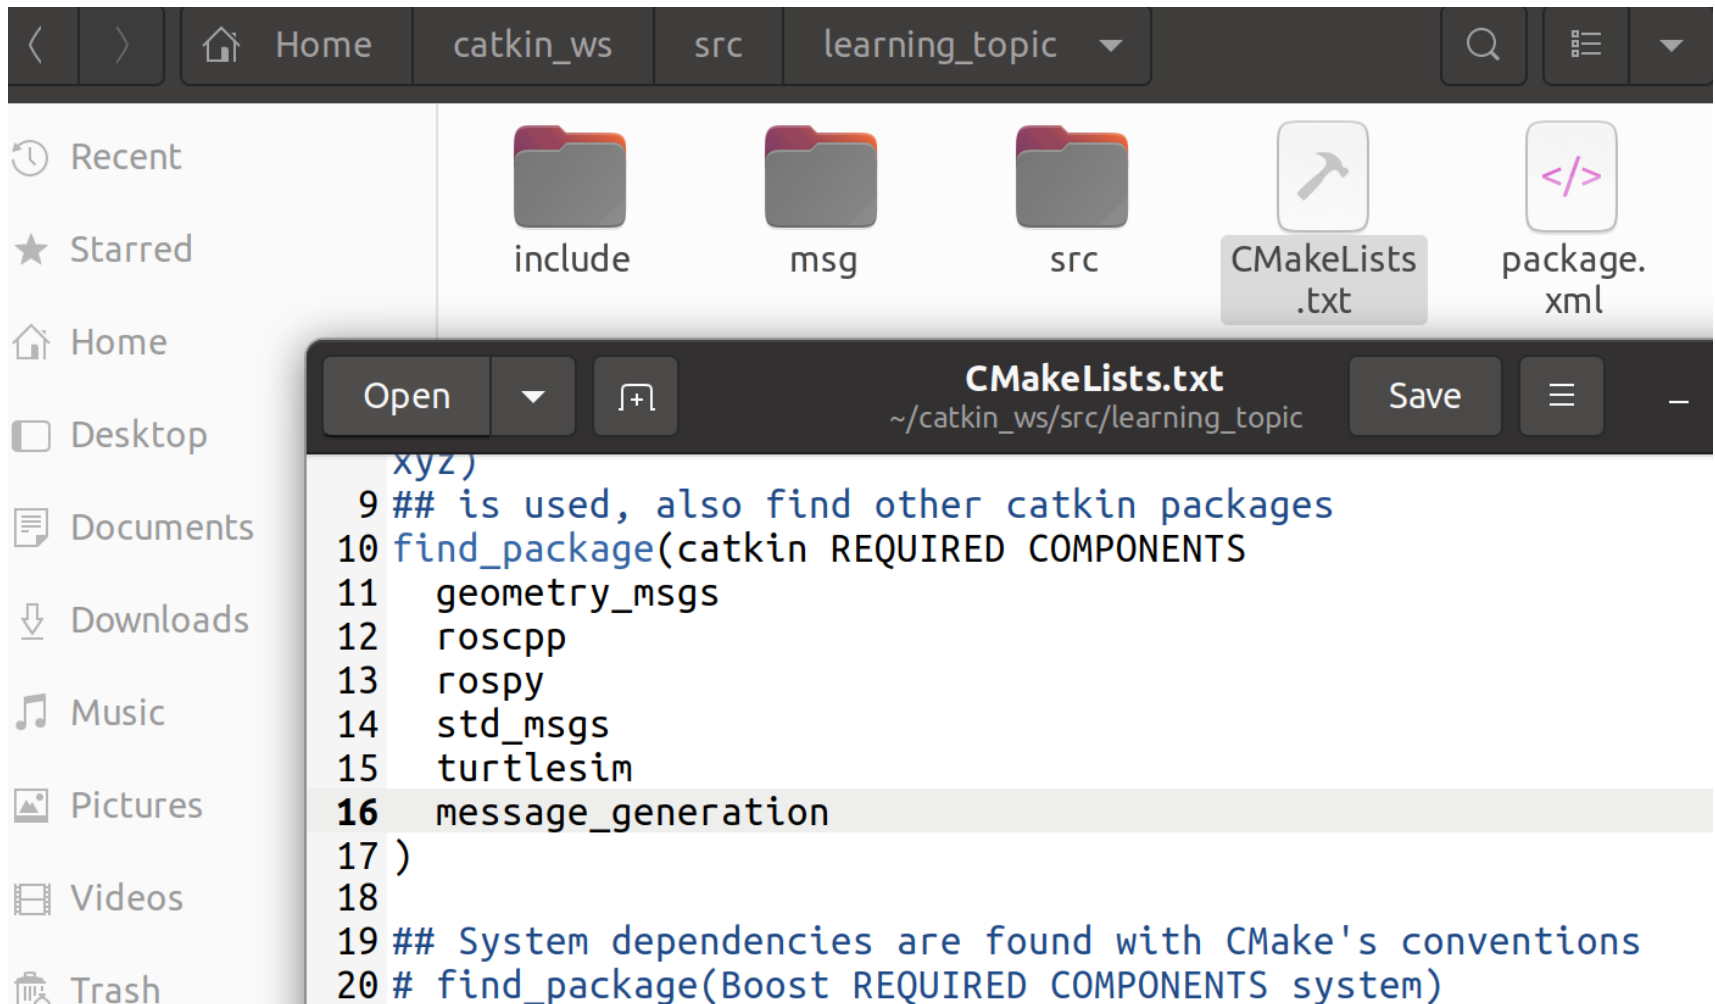 Home catkin_ws src learning_topic
Recent
Starred
Home
Desktop
Documents
Downloads
Music
Pictures
Videos
Trash
include msg src CMakeLists.txt package.xml
</>
Open CMakeLists.txt Save
~/catkin_ws/src/learning_topic
xyz)
9 ## is used, also find other catkin packages
10 find_package(catkin REQUIRED COMPONENTS
11 geometry_msgs
12 roscpp
13 rospy
14 std_msgs
15 turtlesim
16 message_generation
17 )
18
19 ## System dependencies are found with CMake's conventions
20 # find_package(Boost REQUIRED COMPONENTS system)